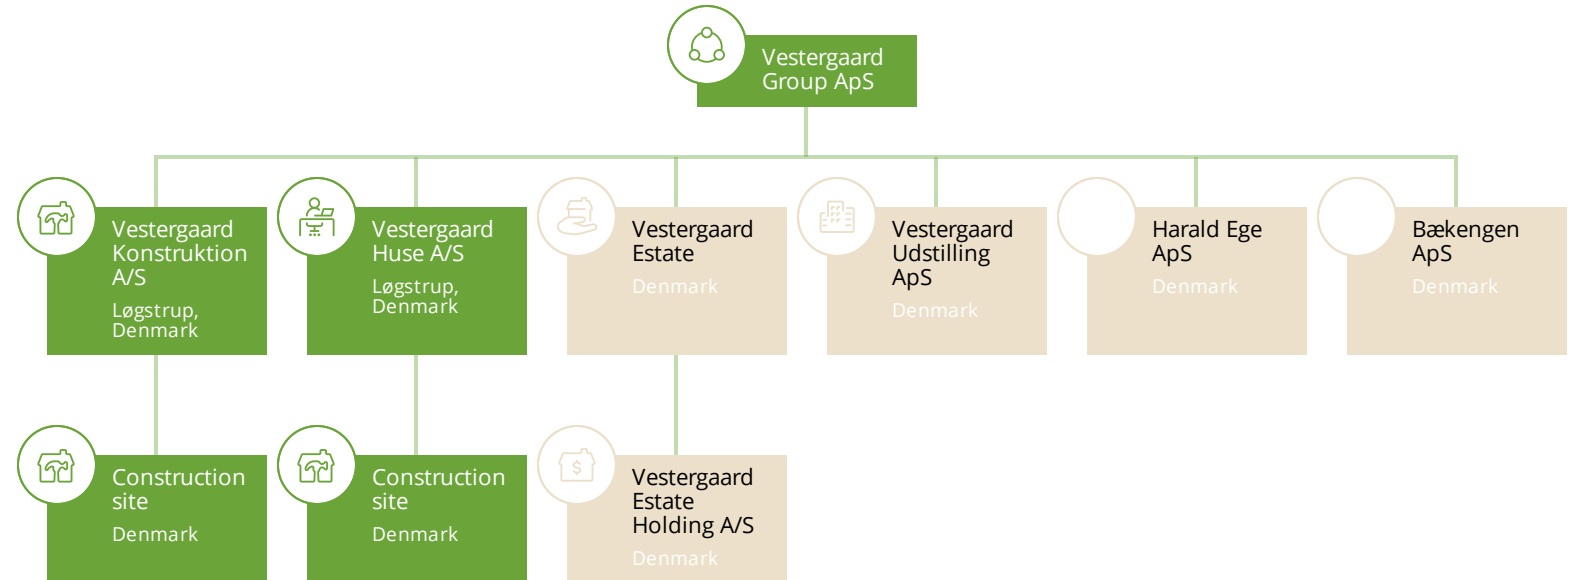 Vestergaard
Group ApS
Vestergaard
Konstruktion
A/S
Løgstrup,
Denmark
Vestergaard
Huse A/S
Løgstrup,
Denmark
Vestergaard
Estate
Denmark
Vestergaard
Udstilling
ApS
Denmark
Harald Ege
ApS
Denmark
Bækengen
ApS
Denmark
Construction
site
Denmark
Construction
site
Denmark
$
Vestergaard
Estate
Holding A/S
Denmark